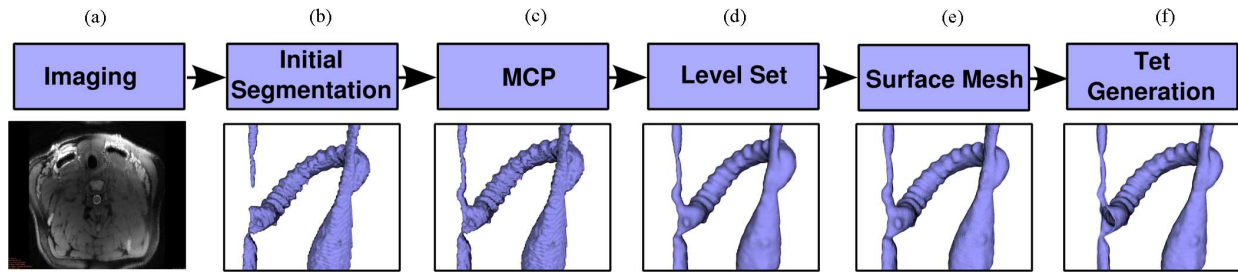 (a) (b) (c) (d) (e) (f)
Imaging
Initial
Segmentation
MCP
Level Set
Surface Mesh
Tet
Generation